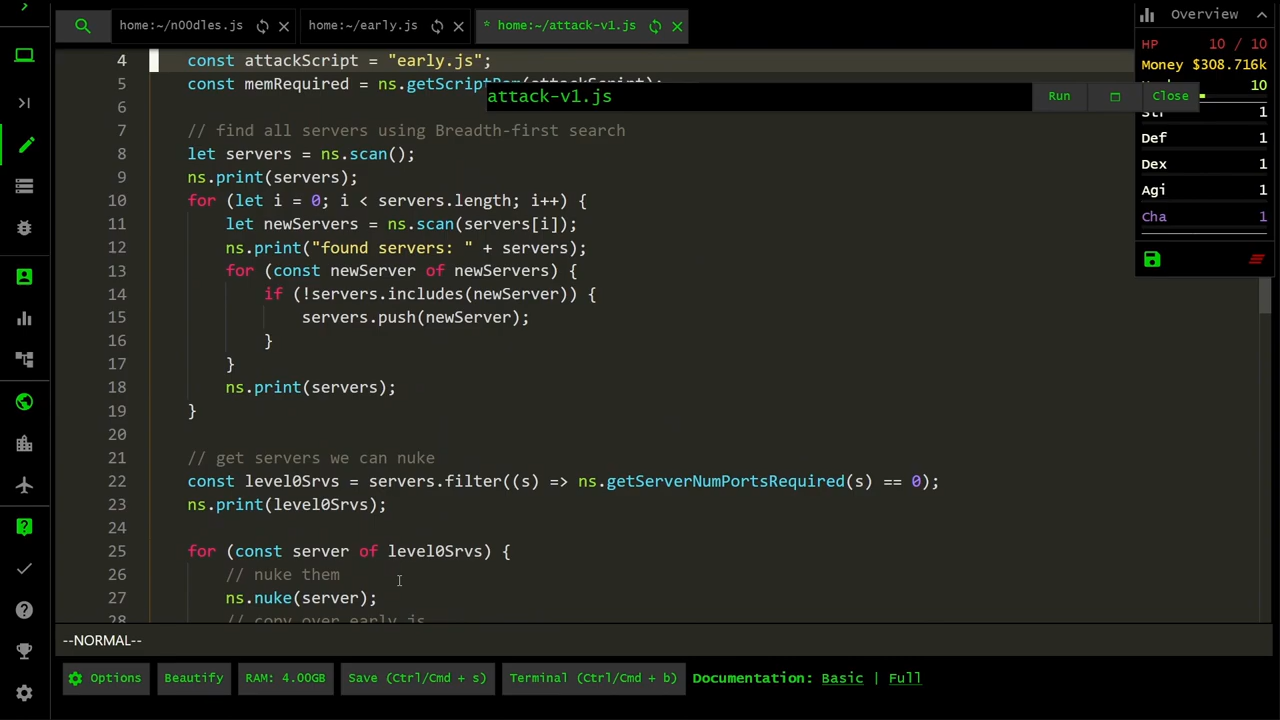 home:~/n00dles.js
home:~/early.js
* home:~/attack-v1.js
Overview
HP 10 / 10
Money $308.716k
10
Str 1
Def 1
Dex 1
Agi 1
Cha 1
attack-v1.js
Run
Close
4 const attackScript = "early.js";
5 const memRequired = ns.getScriptRam(attackScript);
6
7 // find all servers using Breadth-first search
8 let servers = ns.scan();
9 ns.print(servers);
10 for (let i = 0; i < servers.length; i++) {
11 let newServers = ns.scan(servers[i]);
12 ns.print("found servers: " + servers);
13 for (const newServer of newServers) {
14 if (!servers.includes(newServer)) {
15 servers.push(newServer);
16 }
17 }
18 ns.print(servers);
19 }
20
21 // get servers we can nuke
22 const level0Srvs = servers.filter((s) => ns.getServerNumPortsRequired(s) == 0);
23 ns.print(level0Srvs);
24
25 for (const server of level0Srvs) {
26 // nuke them
27 ns.nuke(server);
28 // copy over early.js
--NORMAL--
Options
Beautify
RAM: 4.00GB
Save (Ctrl/Cmd + s)
Terminal (Ctrl/Cmd + b)
Documentation: Basic | Full